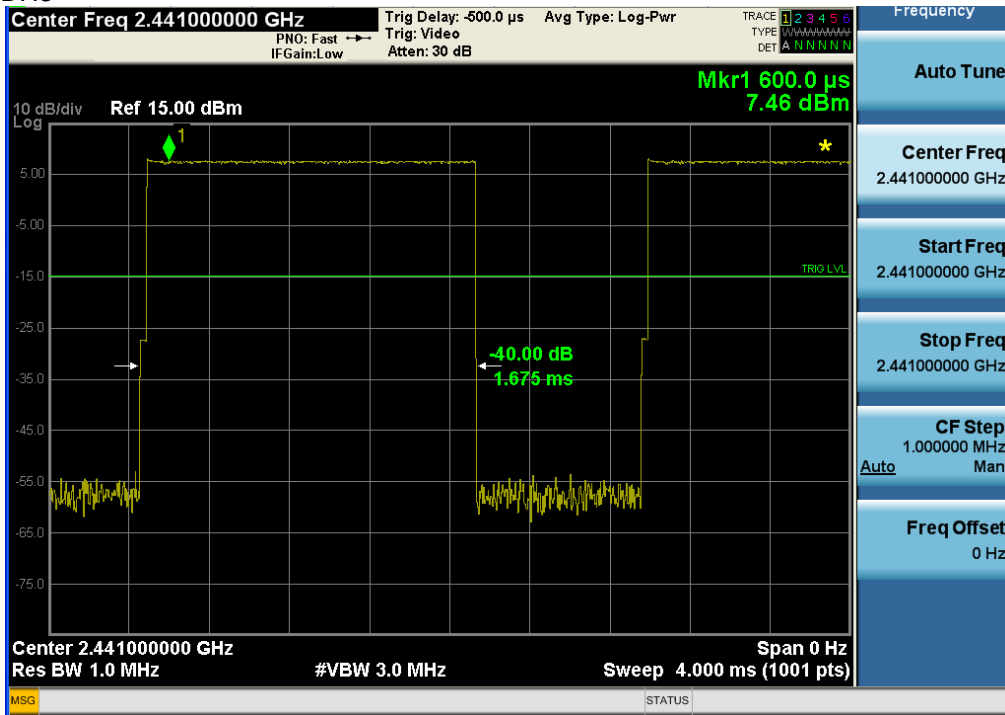 Center Freq 2.441000000 GHz
PNO: Fast
IFGain:Low
Trig Delay: -500.0 µs
Trig: Video
Atten: 30 dB
Avg Type: Log-Pwr
TRACE 1 2 3 4 5 6
TYPE WWWWWW
DET A N N N N N
Mkr1 600.0 µs
7.46 dBm
10 dB/div Ref 15.00 dBm
Log
1
*
5.00
-5.00
-15.0
TRIG LVL
-25.0
-40.00 dB
-35.0
1.675 ms
-45.0
-55.0
-65.0
-75.0
Center 2.441000000 GHz
Span 0 Hz
Res BW 1.0 MHz
#VBW 3.0 MHz
Sweep 4.000 ms (1001 pts)
MSG
STATUS
Frequency
Auto Tune
Center Freq
2.441000000 GHz
Start Freq
2.441000000 GHz
Stop Freq
2.441000000 GHz
CF Step
1.000000 MHz
Auto Man
Freq Offset
0 Hz